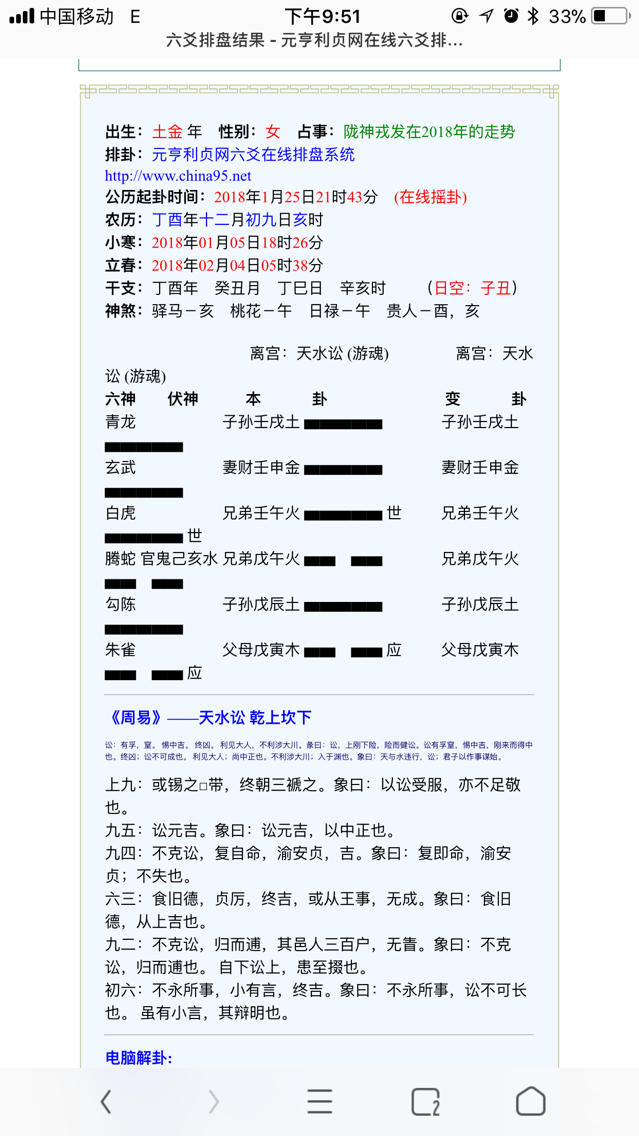 中国移动 E 下午9:51 33%
六爻排盘结果 - 元亨利贞网在线六爻排...
出生：土金 年 性别：女 占事：陇神戎发在2018年的走势
排卦：元亨利贞网六爻在线排盘系统
http://www.china95.net
公历起卦时间：2018年1月25日21时43分 (在线摇卦)
农历：丁酉年十二月初九日亥时
小寒：2018年01月05日18时26分
立春：2018年02月04日05时38分
干支：丁酉年 癸丑月 丁巳日 辛亥时 （日空：子丑）
神煞：驿马－亥 桃花－午 日禄－午 贵人－酉，亥
离宫：天水讼 (游魂) 离宫：天水
讼 (游魂)
六神 伏神 本 卦 变 卦
青龙 子孙壬戌土 子孙壬戌土
玄武 妻财壬申金 妻财壬申金
白虎 兄弟壬午火 世 兄弟壬午火
世
腾蛇 官鬼己亥水 兄弟戊午火 兄弟戊午火
勾陈 子孙戊辰土 子孙戊辰土
朱雀 父母戊寅木 应 父母戊寅木
应
《周易》——天水讼 乾上坎下
讼：有孚，窒。 惕中吉。 终凶。 利见大人，不利涉大川。彖曰：讼，上刚下险，险而健讼。讼有孚窒，惕中吉，刚来而得中
也。终凶；讼不可成也。 利见大人；尚中正也。不利涉大川；入于渊也。象曰：天与水违行，讼；君子以作事谋始。
上九：或锡之□带，终朝三褫之。象曰：以讼受服，亦不足敬
也。
九五：讼元吉。象曰：讼元吉，以中正也。
九四：不克讼，复自命，渝安贞，吉。象曰：复即命，渝安
贞；不失也。
六三：食旧德，贞厉，终吉，或从王事，无成。象曰：食旧
德，从上吉也。
九二：不克讼，归而逋，其邑人三百户，无眚。象曰：不克
讼，归而逋也。 自下讼上，患至掇也。
初六：不永所事，小有言，终吉。象曰：不永所事，讼不可长
也。 虽有小言，其辩明也。
电脑解卦：
2